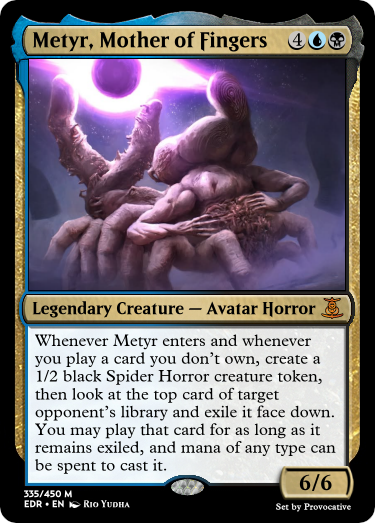 Metyr, Mother of Fingers 4
Legendary Creature — Avatar Horror
Whenever Metyr enters and whenever
you play a card you don't own, create a
1/2 black Spider Horror creature token,
then look at the top card of target
opponent's library and exile it face down.
You may play that card for as long as it
remains exiled, and mana of any type can
be spent to cast it.
6/6
335/450 M
EDR • EN Rio Yudha
Set by Provocative